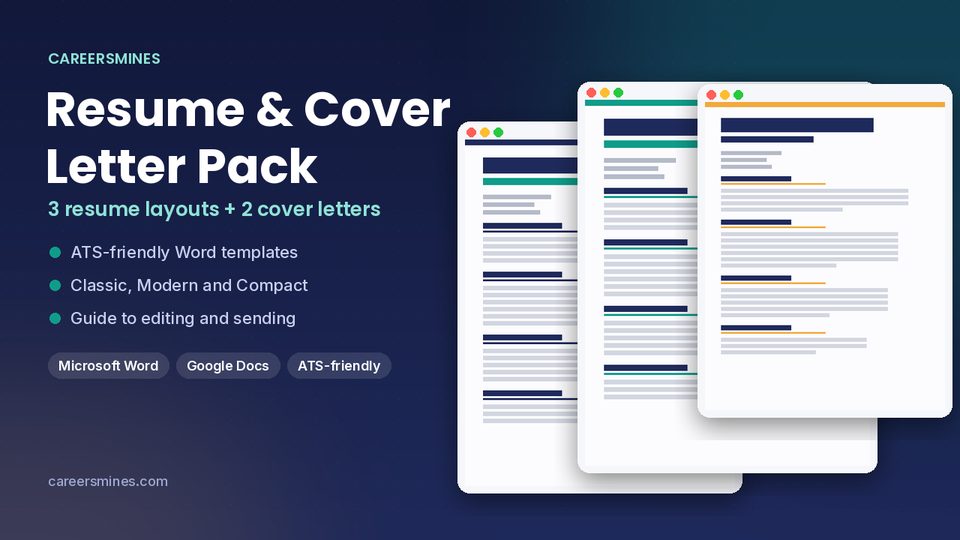 CAREERSMINES
Resume & Cover
Letter Pack
3 resume layouts + 2 cover letters
ATS-friendly Word templates
Classic, Modern and Compact
Guide to editing and sending
Microsoft Word
Google Docs
ATS-friendly
careersmines.com